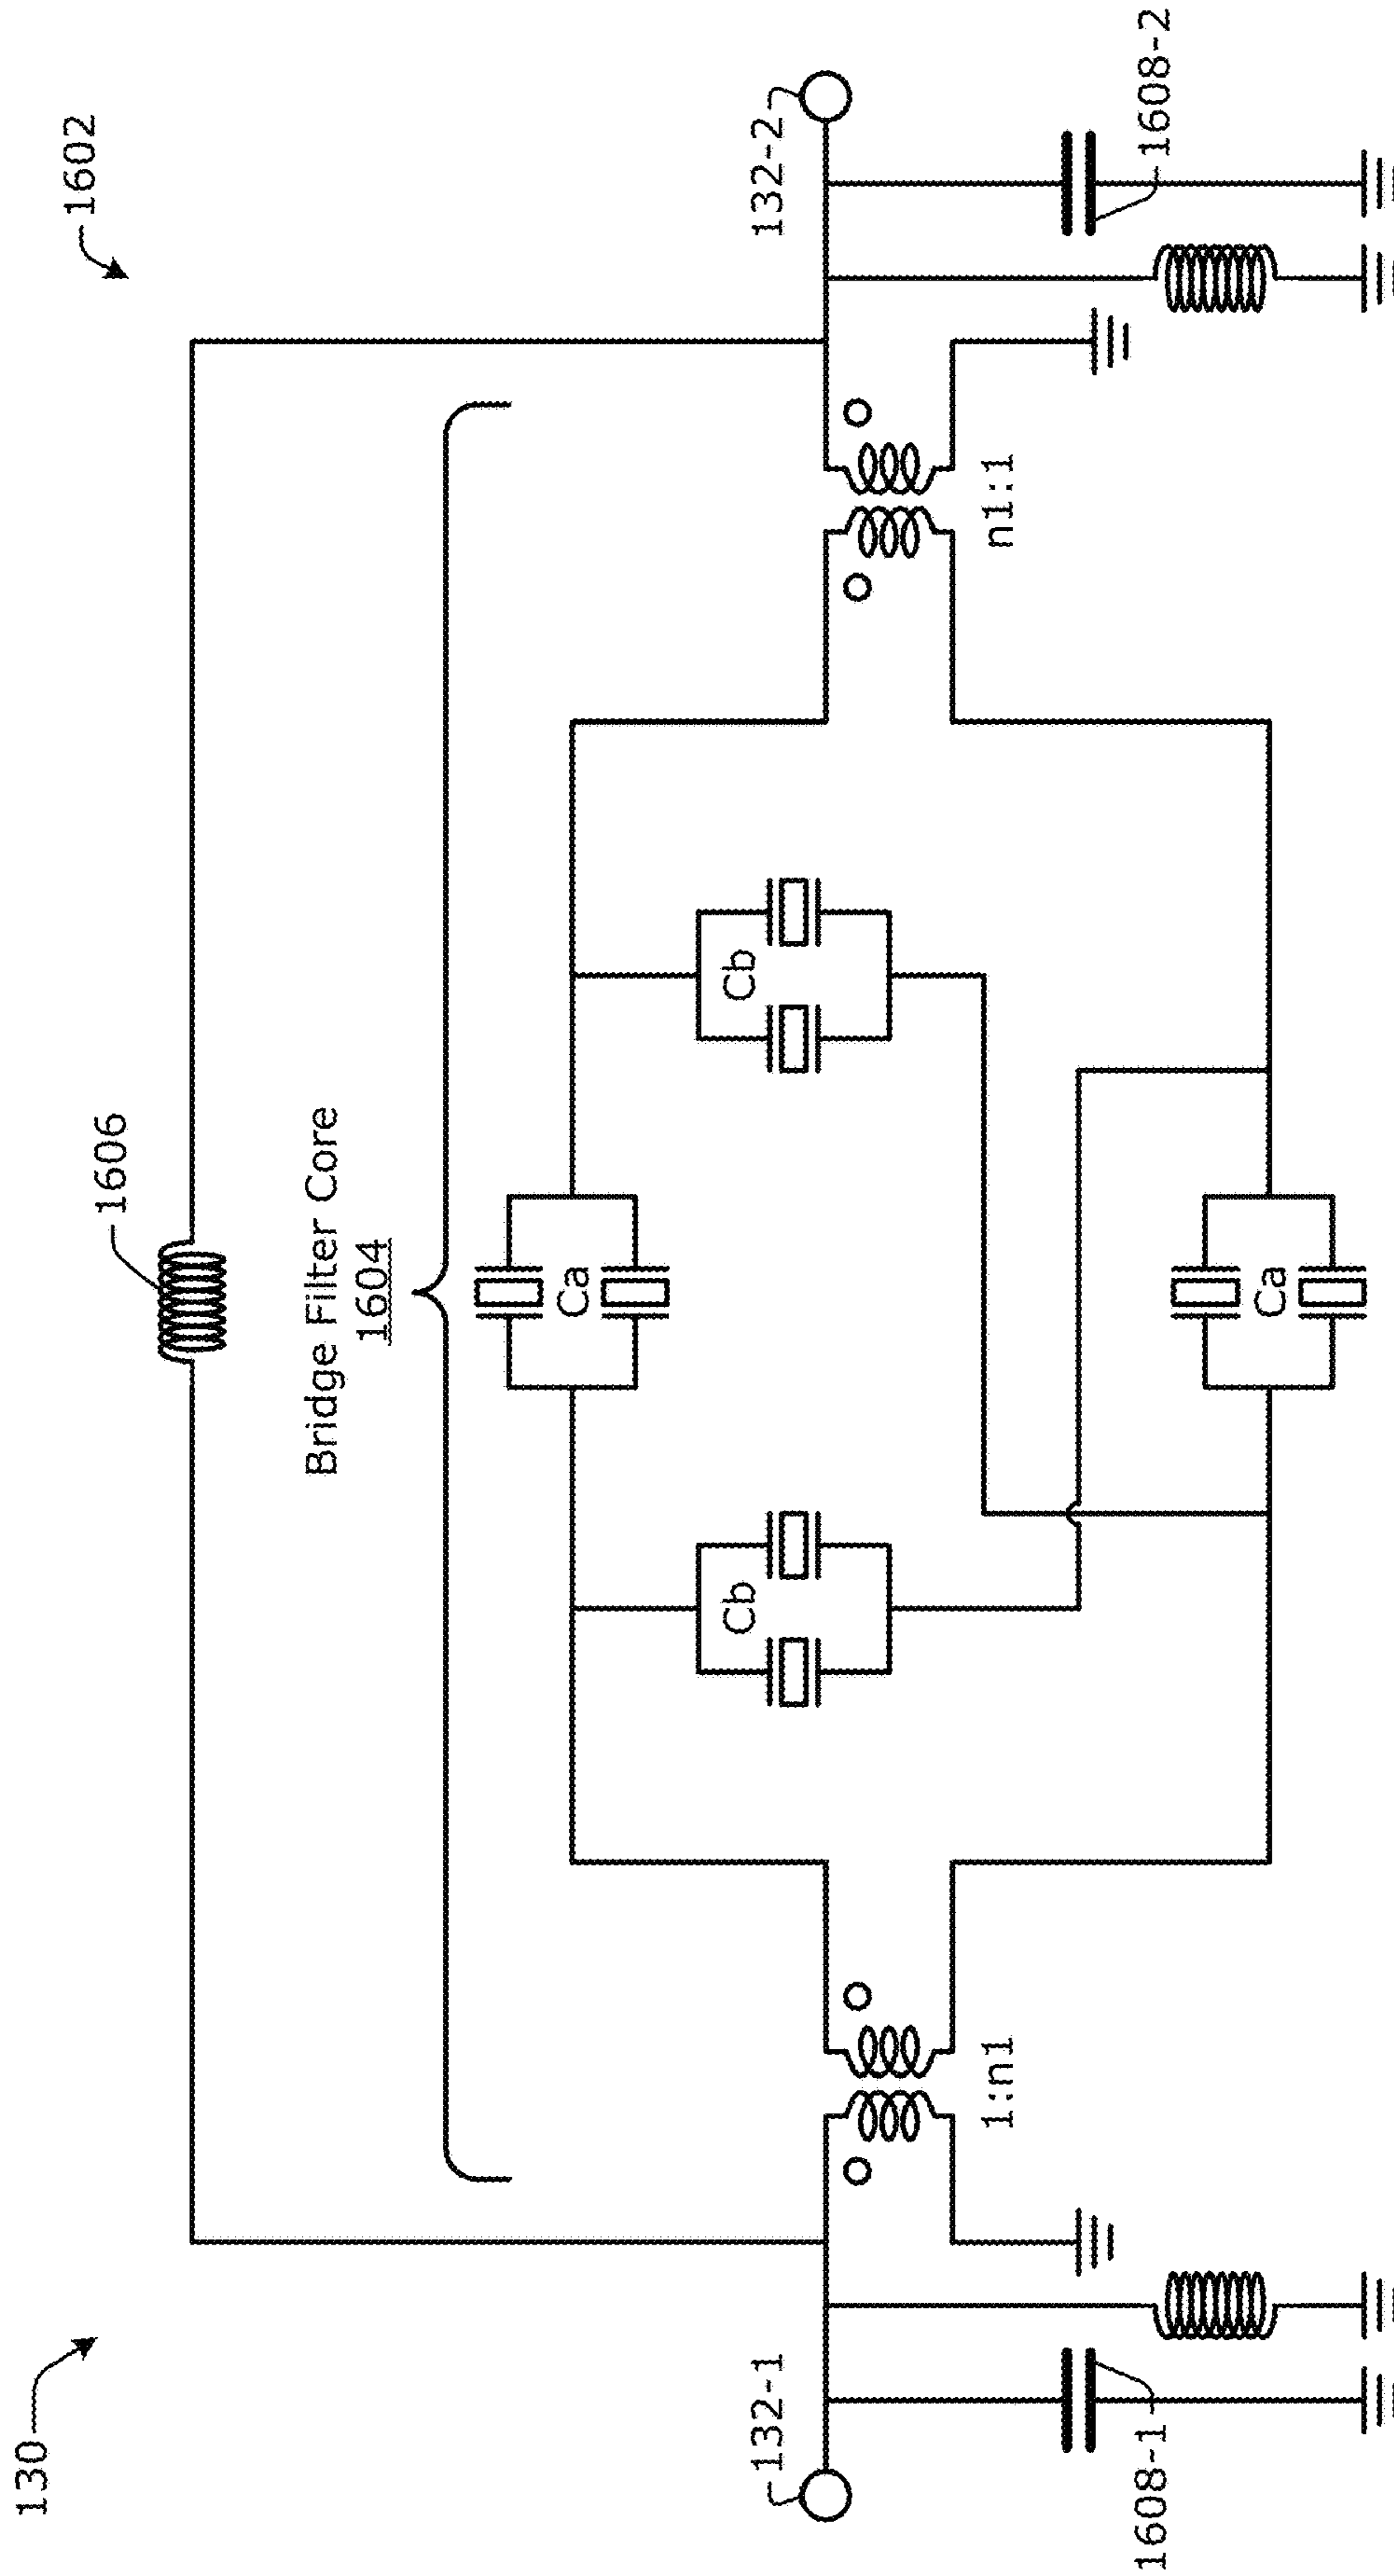 130
1602
1606
Bridge Filter Core
1604
Ca
Cb
Cb
132-1
132-2
1:n1
n1:1
1608-1
1608-2
Ca